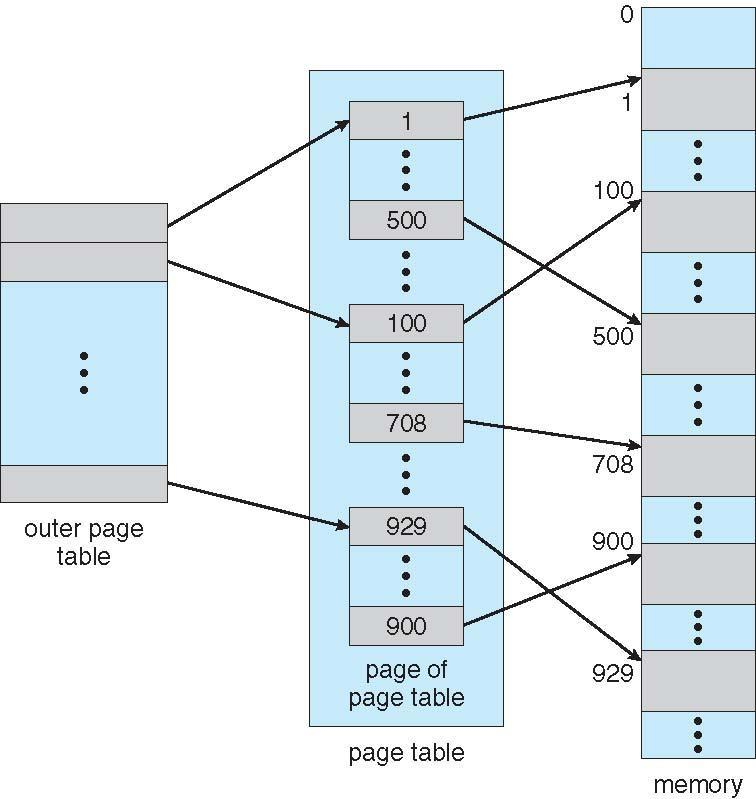 outer page
table
1
500
100
708
929
900
page of
page table
page table
0
1
100
500
708
900
929
memory